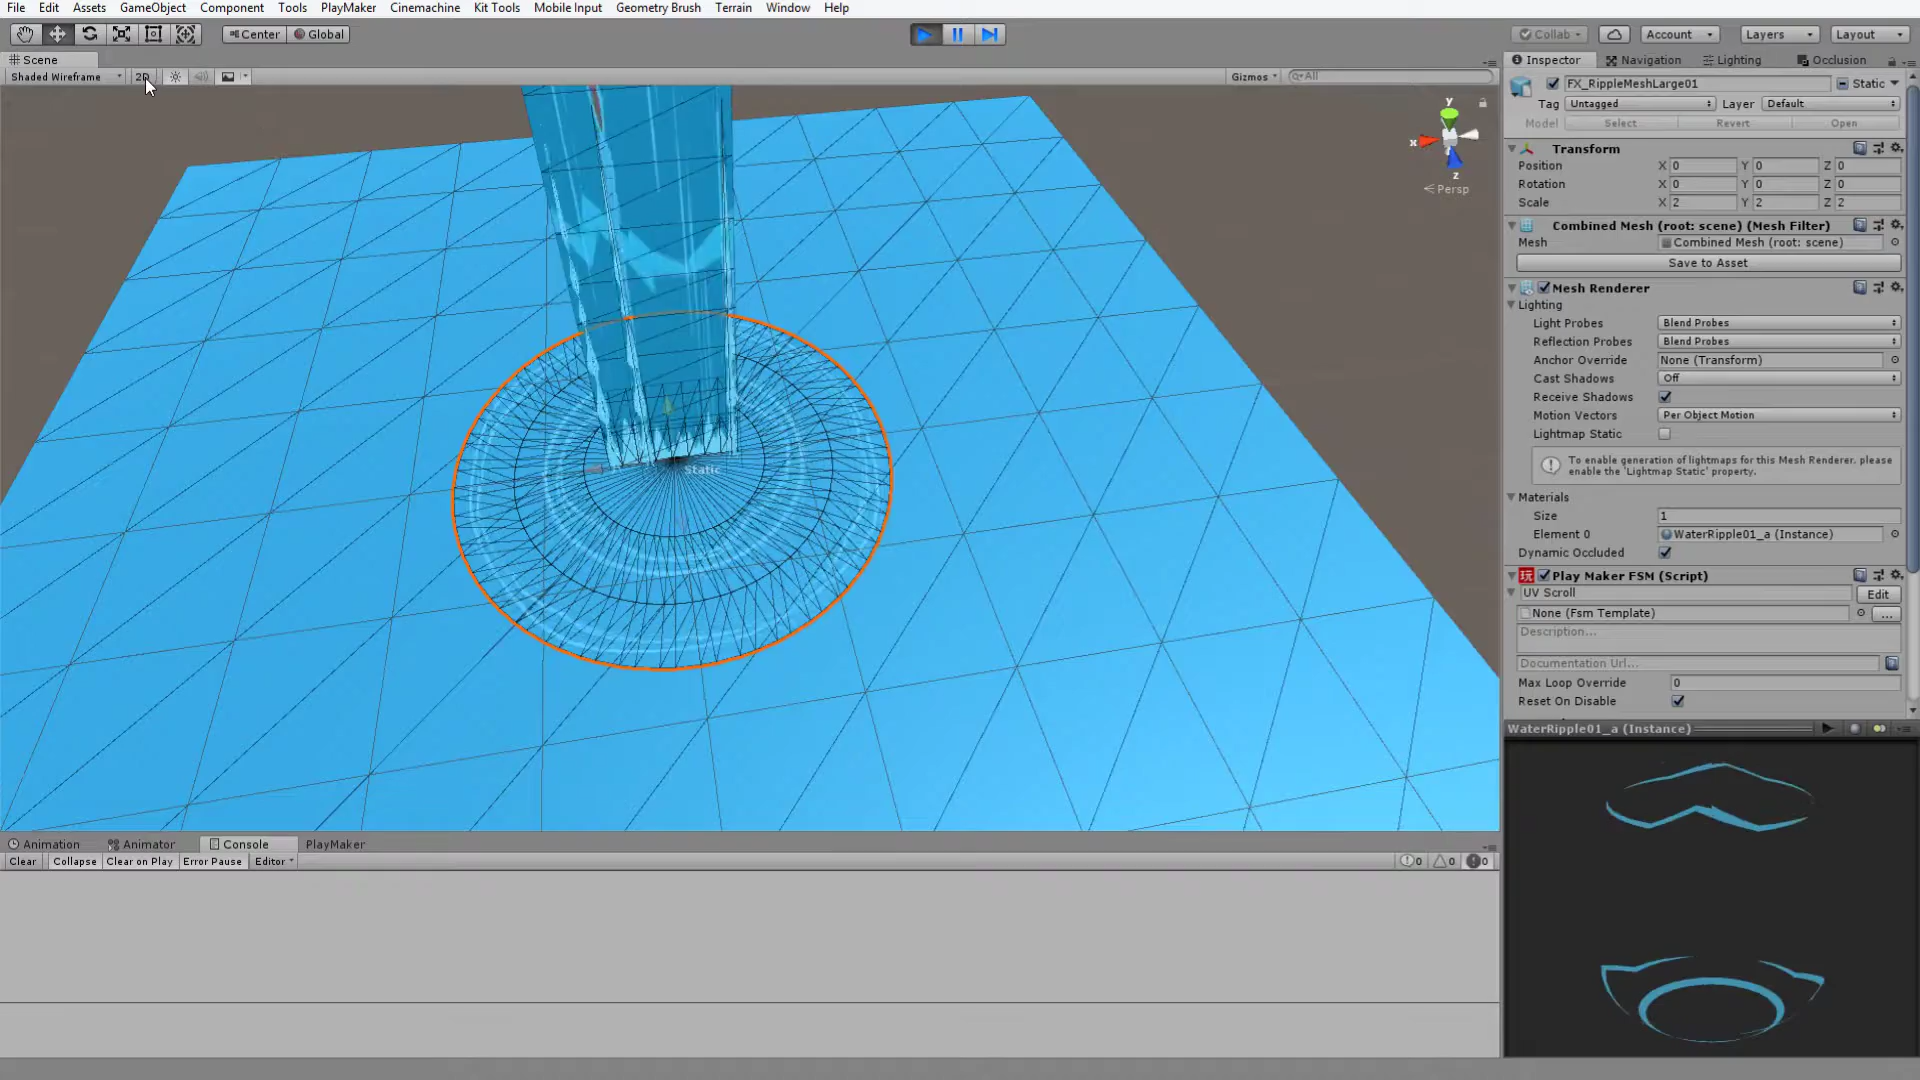 File Edit Assets GameObject Component Tools PlayMaker Cinemachine Kit Tools Mobile Input Geometry Brush Terrain Window Help
Center Global Collab Account Layers Layout
Scene
Shaded Wireframe 2D Gizmos All
Inspector Navigation Lighting Occlusion
FX_RippleMeshLarge01 Static
Tag Untagged Layer Default
Model Select Revert Open
Transform
Position X 0 Y 0 Z 0
Rotation X 0 Y 0 Z 0
Scale X 2 Y 2 Z 2
Combined Mesh (root: scene) (Mesh Filter)
Mesh Combined Mesh (root: scene)
Save to Asset
Mesh Renderer
Lighting
Light Probes Blend Probes
Reflection Probes Blend Probes
Anchor Override None (Transform)
Cast Shadows Off
Receive Shadows
Motion Vectors Per Object Motion
Lightmap Static
To enable generation of lightmaps for this Mesh Renderer, please
enable the 'Lightmap Static' property.
Materials
Size 1
Element 0 WaterRipple01_a (Instance)
Dynamic Occluded
玩 Play Maker FSM (Script)
UV Scroll Edit
None (Fsm Template) ...
Description...
Documentation Url...
Max Loop Override 0
Reset On Disable
WaterRipple01_a (Instance)
y
x
z
Persp
Static
Animation Animator Console PlayMaker
Clear Collapse Clear on Play Error Pause Editor 0 0 0